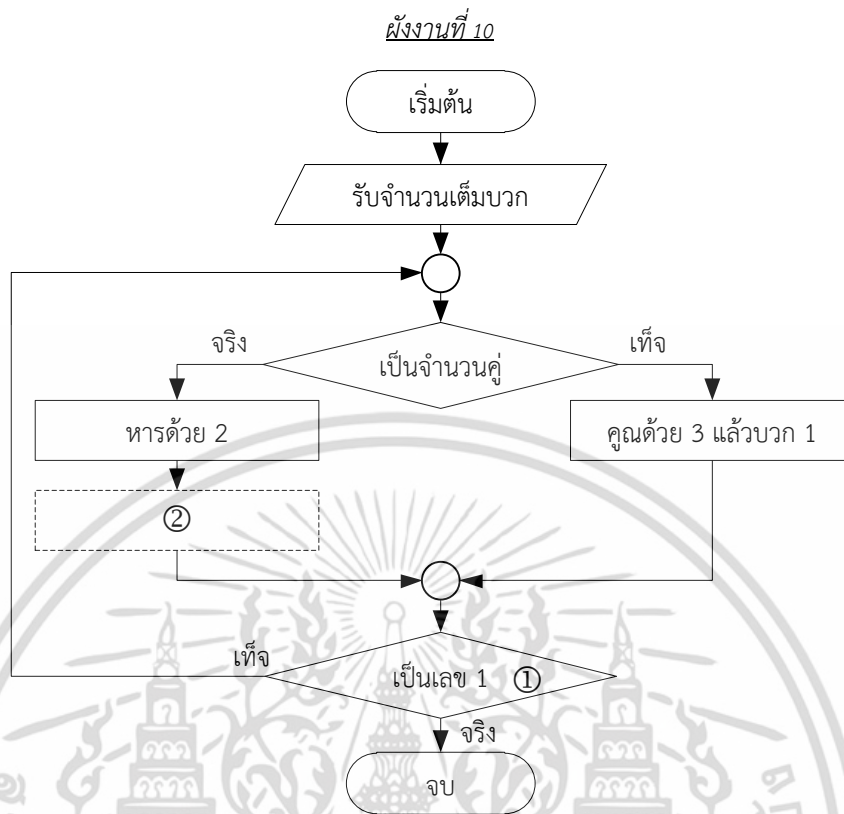 ผังงานที่ 10
เริ่มต้น
รับจำนวนเต็มบวก
จริง
เป็นจำนวนคู่
เท็จ
หารด้วย 2
คูณด้วย 3 แล้วบวก 1
②
เท็จ
เป็นเลข 1 ①
จริง
จบ